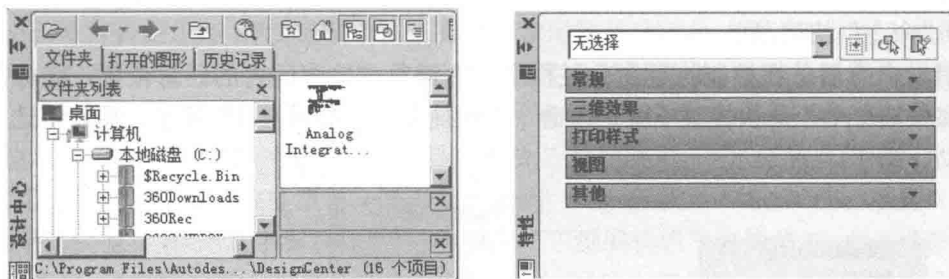 文件夹 打开的图形 历史记录
文件夹列表
桌面
计算机
本地磁盘 (C:)
$Recycle.Bin
360Downloads
360Rec
Analog
Integrat...
设计中心
C:\Program Files\Autodes...\DesignCenter (16 个项目)
无选择
常规
三维效果
打印样式
视图
其他
特性